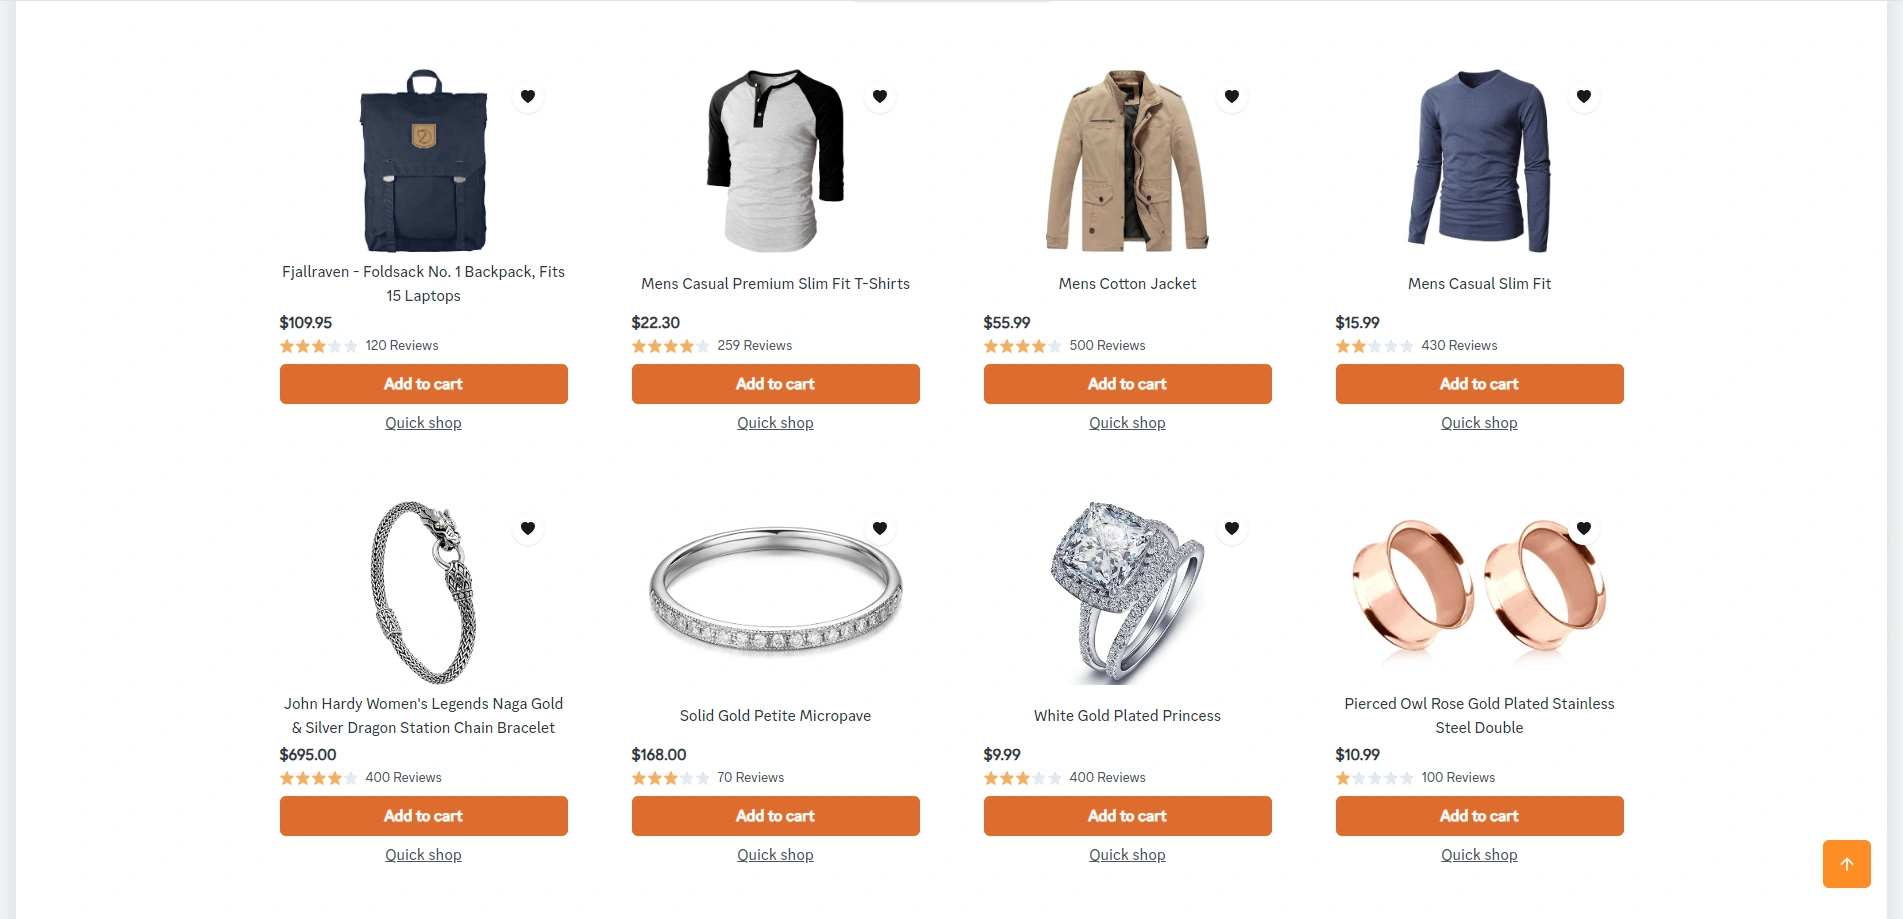 Fjallraven - Foldsack No. 1 Backpack, Fits
15 Laptops
$109.95
120 Reviews
Add to cart
Quick shop
Mens Casual Premium Slim Fit T-Shirts
$22.30
259 Reviews
Add to cart
Quick shop
Mens Cotton Jacket
$55.99
500 Reviews
Add to cart
Quick shop
Mens Casual Slim Fit
$15.99
430 Reviews
Add to cart
Quick shop
John Hardy Women's Legends Naga Gold
& Silver Dragon Station Chain Bracelet
$695.00
400 Reviews
Add to cart
Quick shop
Solid Gold Petite Micropave
$168.00
70 Reviews
Add to cart
Quick shop
White Gold Plated Princess
$9.99
400 Reviews
Add to cart
Quick shop
Pierced Owl Rose Gold Plated Stainless
Steel Double
$10.99
100 Reviews
Add to cart
Quick shop